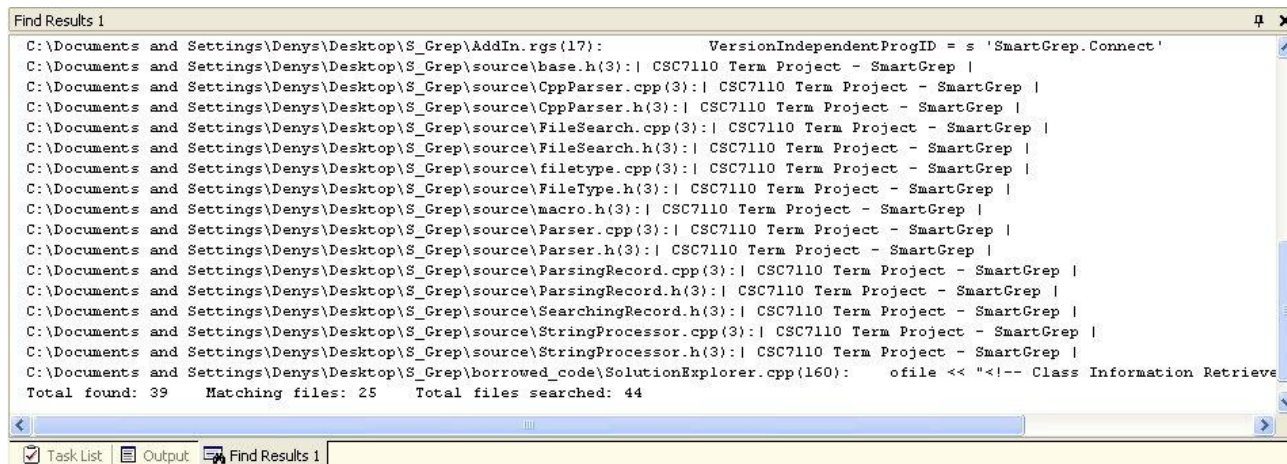 Find Results 1
C:\Documents and Settings\Denys\Desktop\S_Grep\AddIn.rgs(17): VersionIndependentProgID = s 'SmartGrep.Connect'
C:\Documents and Settings\Denys\Desktop\S_Grep\source\base.h(3):| CSC7110 Term Project - SmartGrep |
C:\Documents and Settings\Denys\Desktop\S_Grep\source\CppParser.cpp(3):| CSC7110 Term Project - SmartGrep |
C:\Documents and Settings\Denys\Desktop\S_Grep\source\CppParser.h(3):| CSC7110 Term Project - SmartGrep |
C:\Documents and Settings\Denys\Desktop\S_Grep\source\FileSearch.cpp(3):| CSC7110 Term Project - SmartGrep |
C:\Documents and Settings\Denys\Desktop\S_Grep\source\FileSearch.h(3):| CSC7110 Term Project - SmartGrep |
C:\Documents and Settings\Denys\Desktop\S_Grep\source\filetype.cpp(3):| CSC7110 Term Project - SmartGrep |
C:\Documents and Settings\Denys\Desktop\S_Grep\source\FileType.h(3):| CSC7110 Term Project - SmartGrep |
C:\Documents and Settings\Denys\Desktop\S_Grep\source\macro.h(3):| CSC7110 Term Project - SmartGrep |
C:\Documents and Settings\Denys\Desktop\S_Grep\source\Parser.cpp(3):| CSC7110 Term Project - SmartGrep |
C:\Documents and Settings\Denys\Desktop\S_Grep\source\Parser.h(3):| CSC7110 Term Project - SmartGrep |
C:\Documents and Settings\Denys\Desktop\S_Grep\source\ParsingRecord.cpp(3):| CSC7110 Term Project - SmartGrep |
C:\Documents and Settings\Denys\Desktop\S_Grep\source\ParsingRecord.h(3):| CSC7110 Term Project - SmartGrep |
C:\Documents and Settings\Denys\Desktop\S_Grep\source\SearchingRecord.h(3):| CSC7110 Term Project - SmartGrep |
C:\Documents and Settings\Denys\Desktop\S_Grep\source\StringProcessor.cpp(3):| CSC7110 Term Project - SmartGrep |
C:\Documents and Settings\Denys\Desktop\S_Grep\source\StringProcessor.h(3):| CSC7110 Term Project - SmartGrep |
C:\Documents and Settings\Denys\Desktop\S_Grep\borrowed_code\SolutionExplorer.cpp(160): ofile << "<!-- Class Information Retrieve
Total found: 39 Matching files: 25 Total files searched: 44
Task List Output Find Results 1